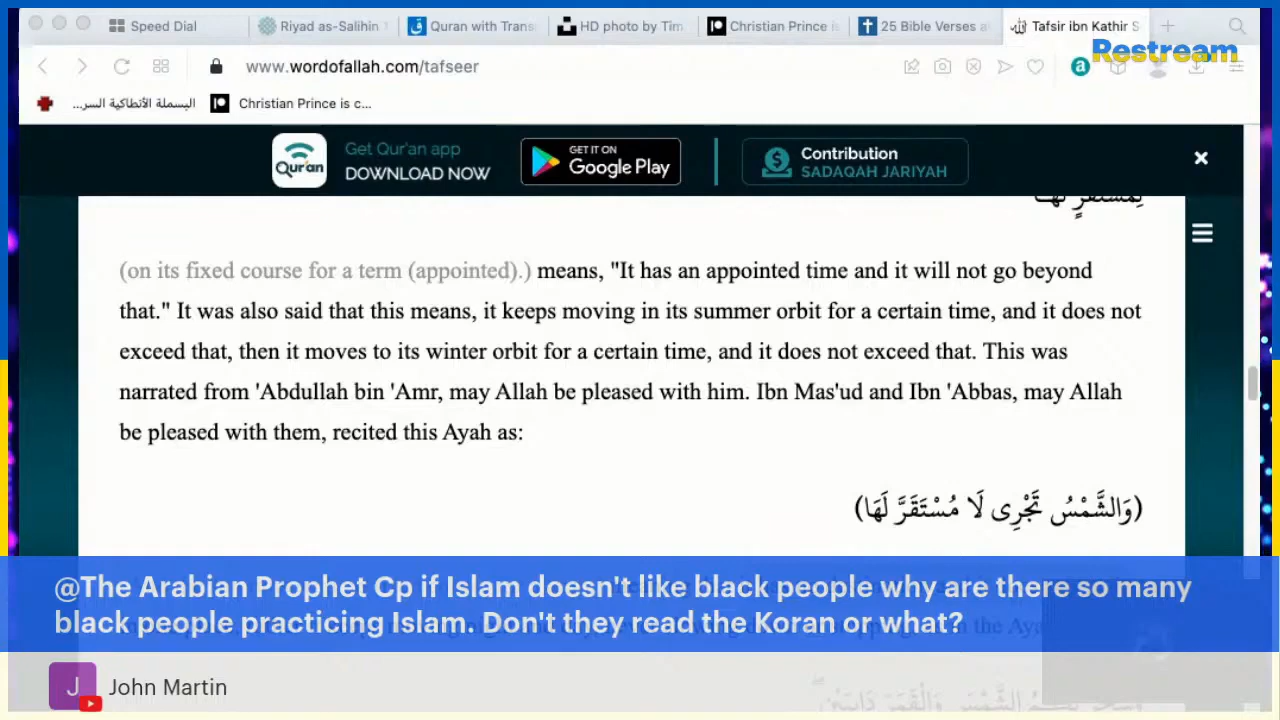 Speed Dial
Riyad as-Salihin
Quran with Trans
HD photo by Tim
Christian Prince is
25 Bible Verses a
Tafsir ibn Kathir S
Restream
www.wordofallah.com/tafseer
البسملة الأنطاكية السر...
Christian Prince is c...
Qur'an
Get Qur'an app
DOWNLOAD NOW
GET IT ON
Google Play
Contribution
SADAQAH JARIYAH
(on its fixed course for a term (appointed).) means, "It has an appointed time and it will not go beyond
that." It was also said that this means, it keeps moving in its summer orbit for a certain time, and it does not
exceed that, then it moves to its winter orbit for a certain time, and it does not exceed that. This was
narrated from 'Abdullah bin 'Amr, may Allah be pleased with him. Ibn Mas'ud and Ibn 'Abbas, may Allah
be pleased with them, recited this Ayah as:
(وَالشَّمْسُ تَجْرِى لَا مُسْتَقَرَّ لَهَا)
@The Arabian Prophet Cp if Islam doesn't like black people why are there so many
black people practicing Islam. Don't they read the Koran or what?
J
John Martin